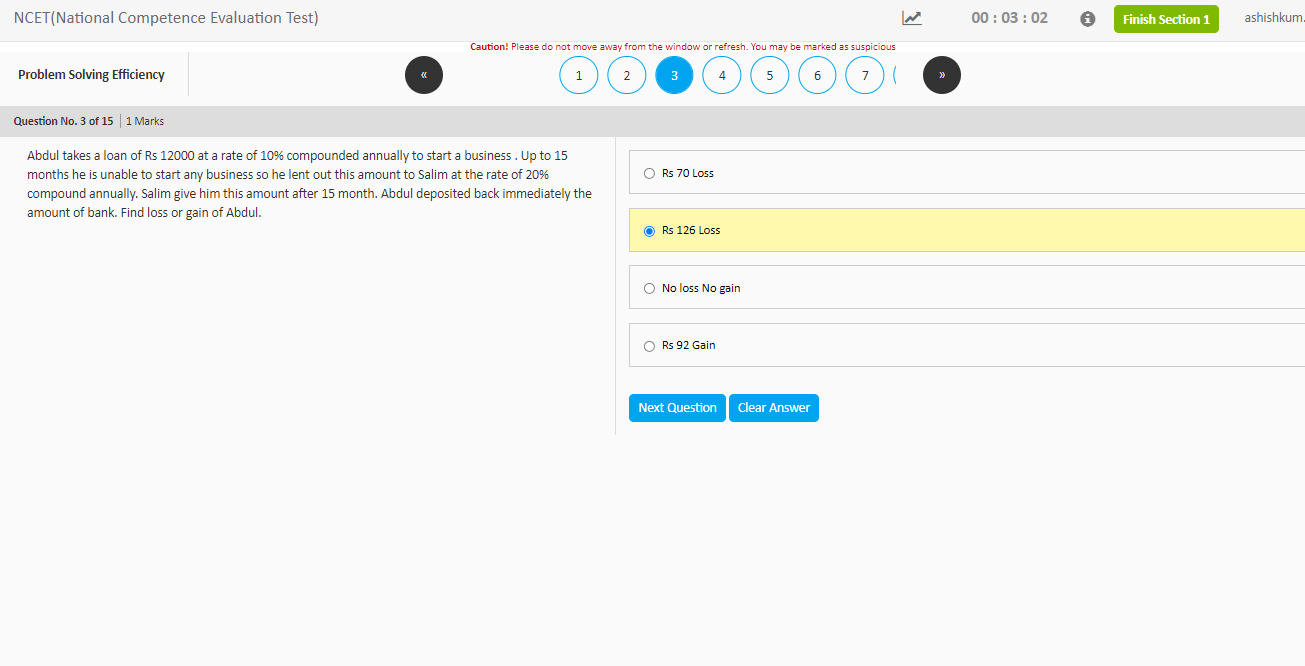 NCET(National Competence Evaluation Test)
00 : 03 : 02
Finish Section 1
ashishkum.
Caution! Please do not move away from the window or refresh. You may be marked as suspicious
Problem Solving Efficiency
«
1
2
3
4
5
6
7
»
Question No. 3 of 15 | 1 Marks
Abdul takes a loan of Rs 12000 at a rate of 10% compounded annually to start a business . Up to 15
months he is unable to start any business so he lent out this amount to Salim at the rate of 20%
compound annually. Salim give him this amount after 15 month. Abdul deposited back immediately the
amount of bank. Find loss or gain of Abdul.
Rs 70 Loss
Rs 126 Loss
No loss No gain
Rs 92 Gain
Next Question
Clear Answer